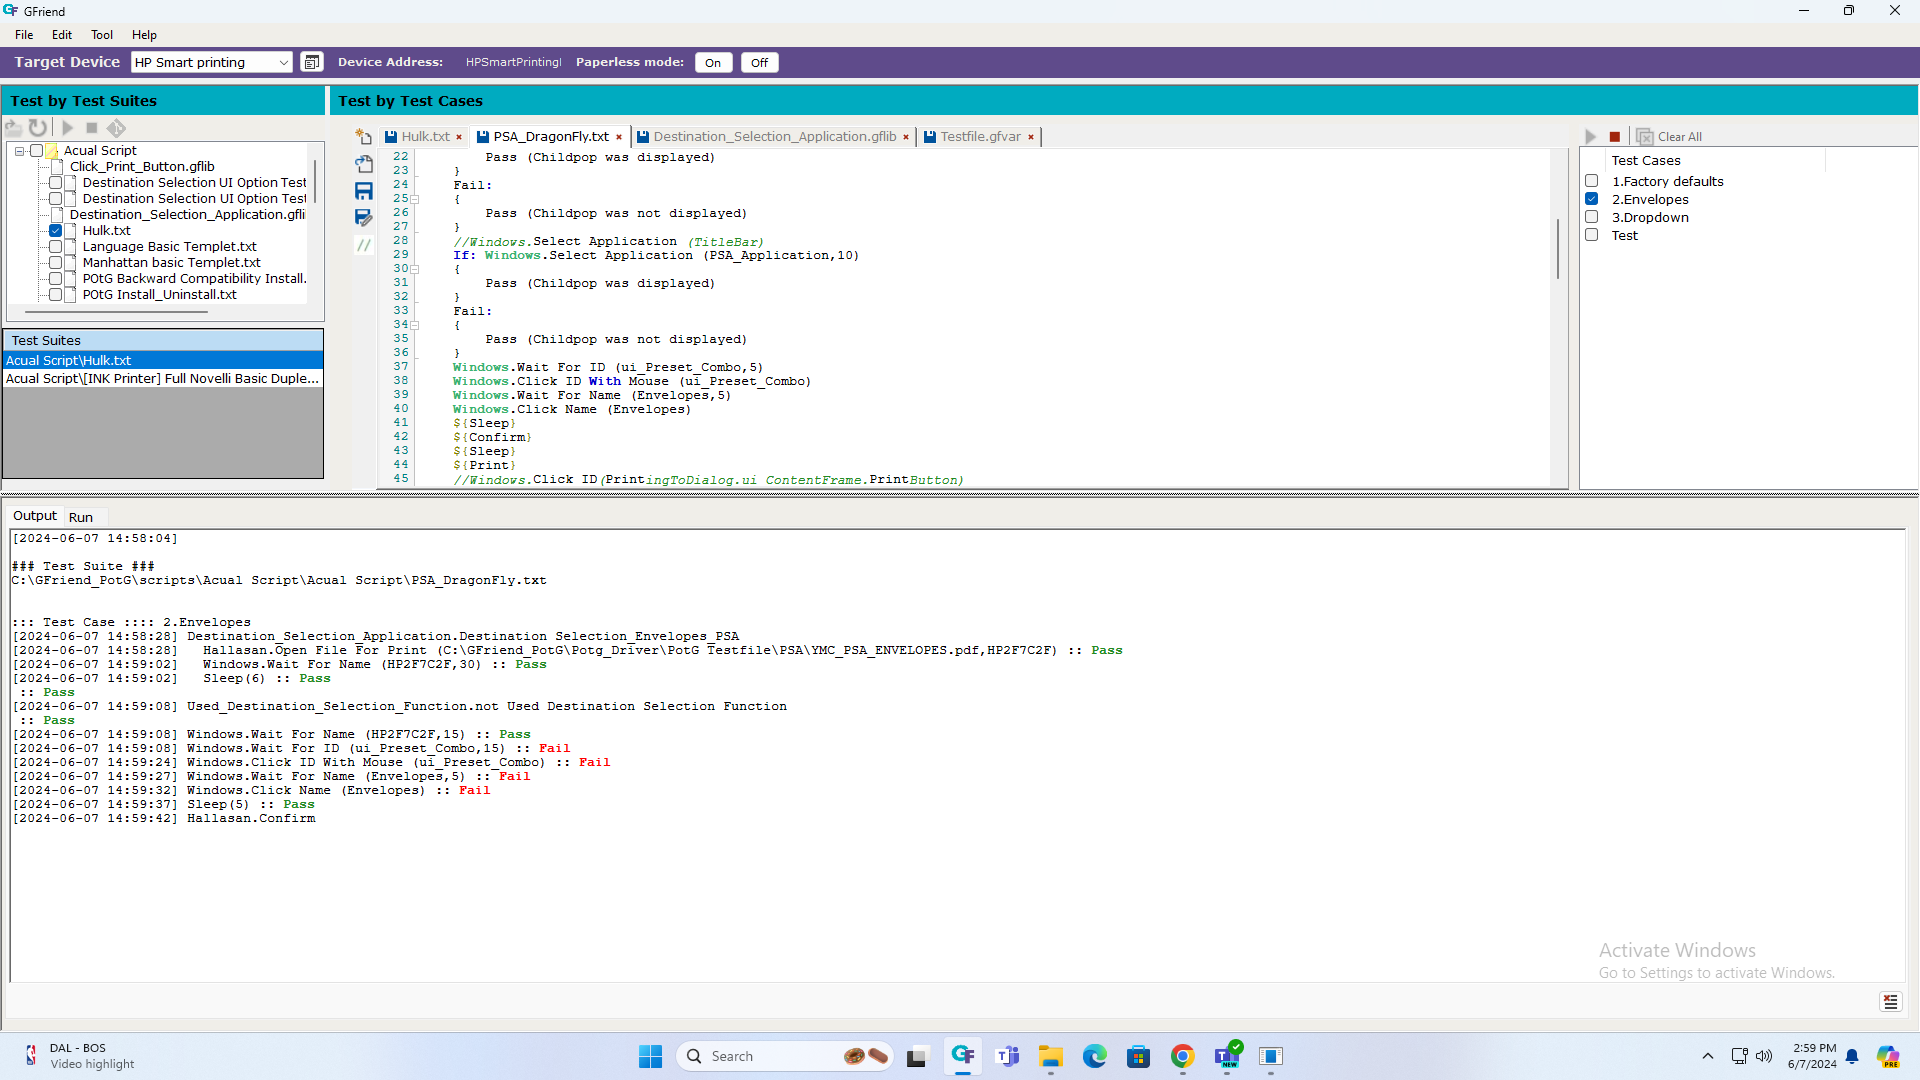 GFriend
File Edit Tool Help
Target Device HP Smart printing Device Address: HPSmartPrintingI Paperless mode: On Off
Test by Test Suites
Acual Script
Click_Print_Button.gflib
Destination Selection UI Option Test
Destination Selection UI Option Test
Destination_Selection_Application.gfli
Hulk.txt
Language Basic Templet.txt
Manhattan basic Templet.txt
POtG Backward Compatibility Install.
POtG Install_Uninstall.txt
Test Suites
Acual Script\Hulk.txt
Acual Script\[INK Printer] Full Novelli Basic Duple...
Test by Test Cases
Hulk.txt PSA_DragonFly.txt Destination_Selection_Application.gflib Testfile.gfvar
22 Pass (Childpop was displayed)
23 }
24 Fail:
25 {
26 Pass (Childpop was not displayed)
27 }
28 //Windows.Select Application (TitleBar)
29 If: Windows.Select Application (PSA_Application,10)
30 {
31 Pass (Childpop was displayed)
32 }
33 Fail:
34 {
35 Pass (Childpop was not displayed)
36 }
37 Windows.Wait For ID (ui_Preset_Combo,5)
38 Windows.Click ID With Mouse (ui_Preset_Combo)
39 Windows.Wait For Name (Envelopes,5)
40 Windows.Click Name (Envelopes)
41 ${Sleep}
42 ${Confirm}
43 ${Sleep}
44 ${Print}
45 //Windows.Click ID(PrintingToDialog.ui ContentFrame.PrintButton)
Clear All
Test Cases
1.Factory defaults
2.Envelopes
3.Dropdown
Test
Output Run
[2024-06-07 14:58:04]
### Test Suite ###
C:\GFriend_PotG\scripts\Acual Script\Acual Script\PSA_DragonFly.txt
::: Test Case :::: 2.Envelopes
[2024-06-07 14:58:28] Destination_Selection_Application.Destination Selection_Envelopes_PSA
[2024-06-07 14:58:28] Hallasan.Open File For Print (C:\GFriend_PotG\Potg_Driver\PotG Testfile\PSA\YMC_PSA_ENVELOPES.pdf,HP2F7C2F) :: Pass
[2024-06-07 14:59:02] Windows.Wait For Name (HP2F7C2F,30) :: Pass
[2024-06-07 14:59:02] Sleep(6) :: Pass
:: Pass
[2024-06-07 14:59:08] Used_Destination_Selection_Function.not Used Destination Selection Function
:: Pass
[2024-06-07 14:59:08] Windows.Wait For Name (HP2F7C2F,15) :: Pass
[2024-06-07 14:59:08] Windows.Wait For ID (ui_Preset_Combo,15) :: Fail
[2024-06-07 14:59:24] Windows.Click ID With Mouse (ui_Preset_Combo) :: Fail
[2024-06-07 14:59:27] Windows.Wait For Name (Envelopes,5) :: Fail
[2024-06-07 14:59:32] Windows.Click Name (Envelopes) :: Fail
[2024-06-07 14:59:37] Sleep(5) :: Pass
[2024-06-07 14:59:42] Hallasan.Confirm
Activate Windows
Go to Settings to activate Windows.
DAL - BOS
Video highlight
Search
NEW
2:59 PM
6/7/2024
PRE